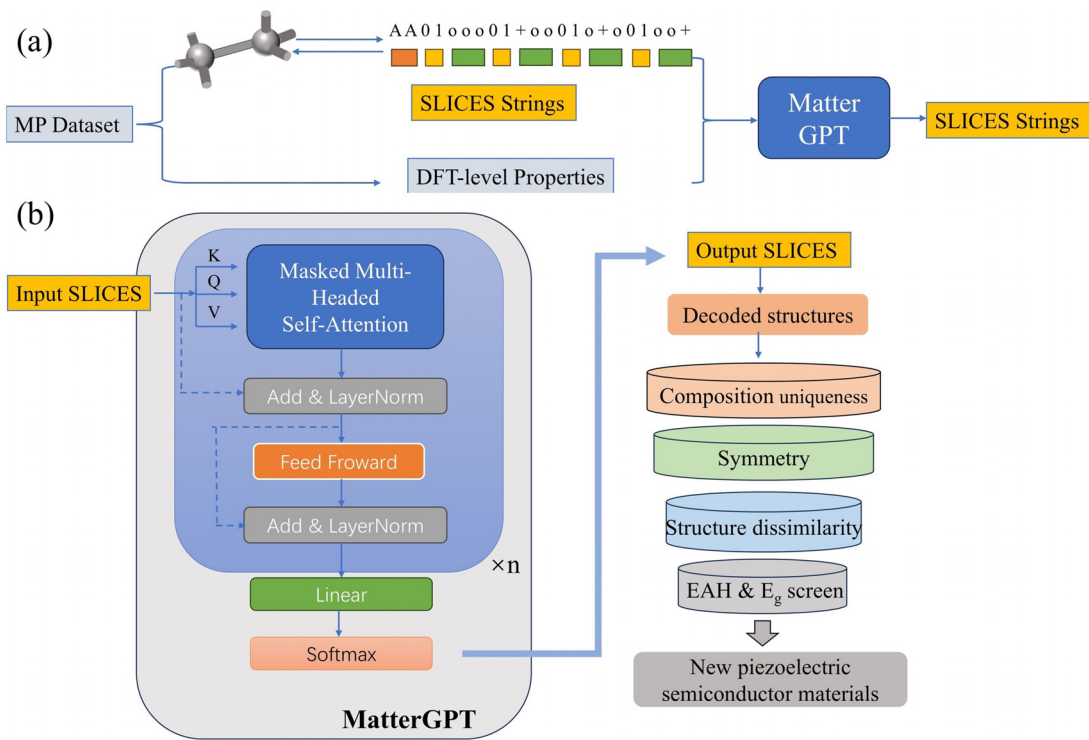 (a)
A A 0 1 o o o 0 1 + o o 0 1 o + o 0 1 o o +
SLICES Strings
MP Dataset
DFT-level Properties
Matter
GPT
SLICES Strings
(b)
Input SLICES
K
Q
V
Masked Multi-
Headed
Self-Attention
Add & LayerNorm
Feed Froward
Add & LayerNorm
×n
Linear
Softmax
MatterGPT
Output SLICES
Decoded structures
Composition uniqueness
Symmetry
Structure dissimilarity
EAH & Eg screen
New piezoelectric
semiconductor materials